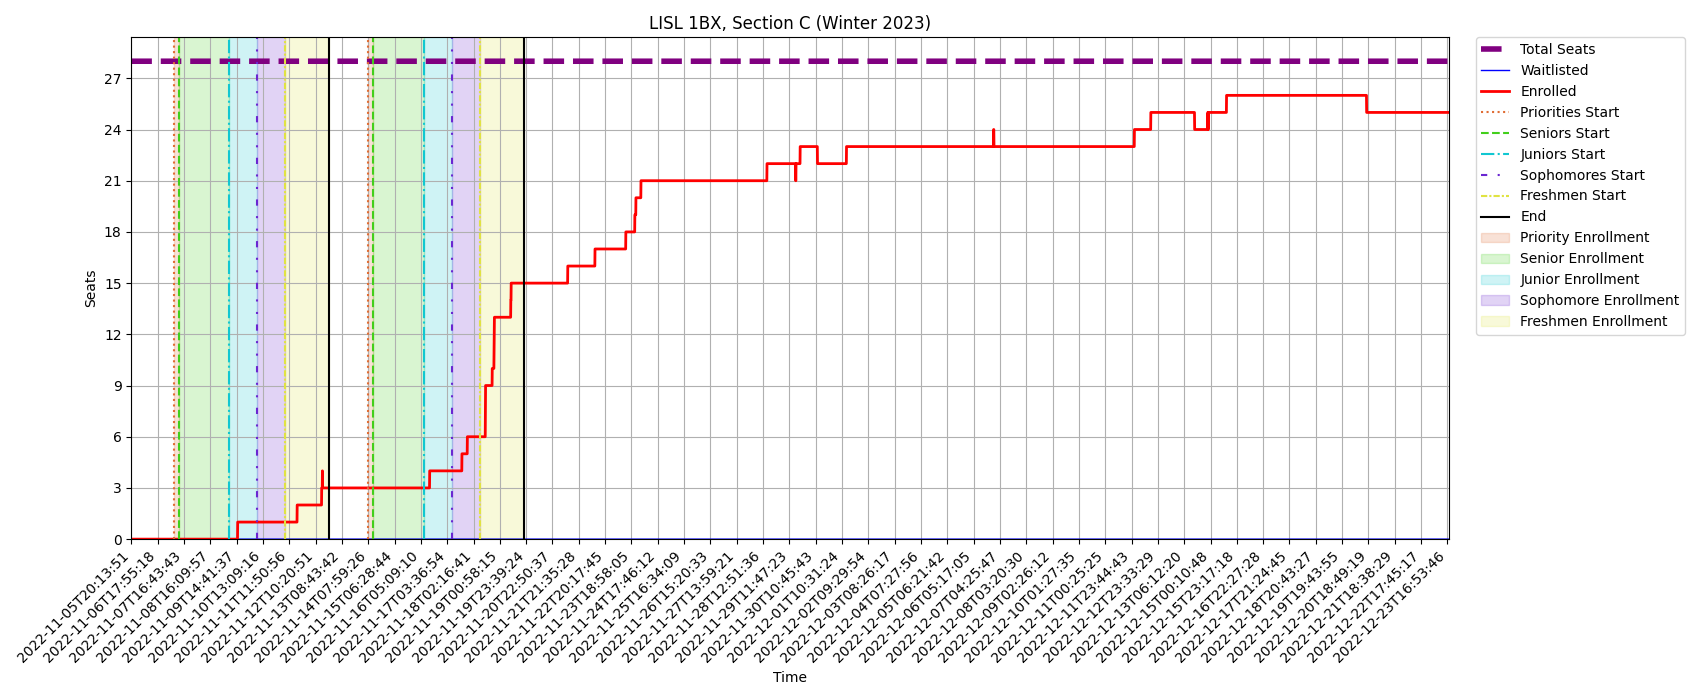 LISL 1BX, Section C (Winter 2023)
Total Seats
Waitlisted
Enrolled
Priorities Start
Seniors Start
Juniors Start
Sophomores Start
Freshmen Start
End
Priority Enrollment
Senior Enrollment
Junior Enrollment
Sophomore Enrollment
Freshmen Enrollment
Seats
27
24
21
18
15
12
9
6
3
0
2022-11-05T20:13:51
2022-11-06T17:55:18
2022-11-07T16:43:43
2022-11-08T16:09:57
2022-11-09T14:41:37
2022-11-10T13:09:16
2022-11-11T11:50:56
2022-11-12T10:20:51
2022-11-13T08:43:42
2022-11-14T07:59:26
2022-11-15T06:28:44
2022-11-16T05:09:10
2022-11-17T03:36:54
2022-11-18T02:16:41
2022-11-19T00:58:15
2022-11-19T23:39:24
2022-11-20T22:50:37
2022-11-21T21:35:28
2022-11-22T20:17:45
2022-11-23T18:58:05
2022-11-24T17:46:12
2022-11-25T16:34:09
2022-11-26T15:20:33
2022-11-27T13:59:21
2022-11-28T12:51:36
2022-11-29T11:47:23
2022-11-30T10:45:43
2022-12-01T10:31:24
2022-12-02T09:29:54
2022-12-03T08:26:17
2022-12-04T07:27:56
2022-12-05T06:21:42
2022-12-06T05:17:05
2022-12-07T04:25:47
2022-12-08T03:20:30
2022-12-09T02:26:12
2022-12-10T01:27:35
2022-12-11T00:25:25
2022-12-11T23:44:43
2022-12-12T23:35:29
2022-12-13T06:12:20
2022-12-15T00:10:48
2022-12-15T23:17:18
2022-12-16T22:27:28
2022-12-17T21:24:45
2022-12-18T20:43:27
2022-12-19T19:43:55
2022-12-20T18:49:19
2022-12-21T18:38:29
2022-12-22T17:45:17
2022-12-23T16:53:46
Time